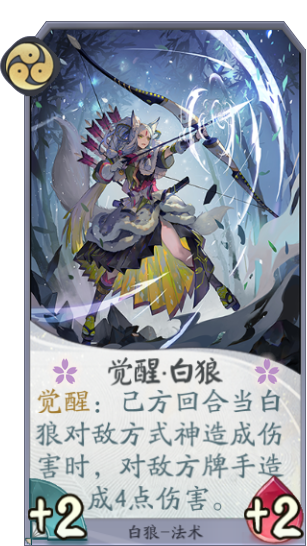 觉醒·白狼
觉醒：己方回合当白
狼对敌方式神造成伤
害时，对敌方牌手造
成4点伤害。
+2
白狼-法术
+2